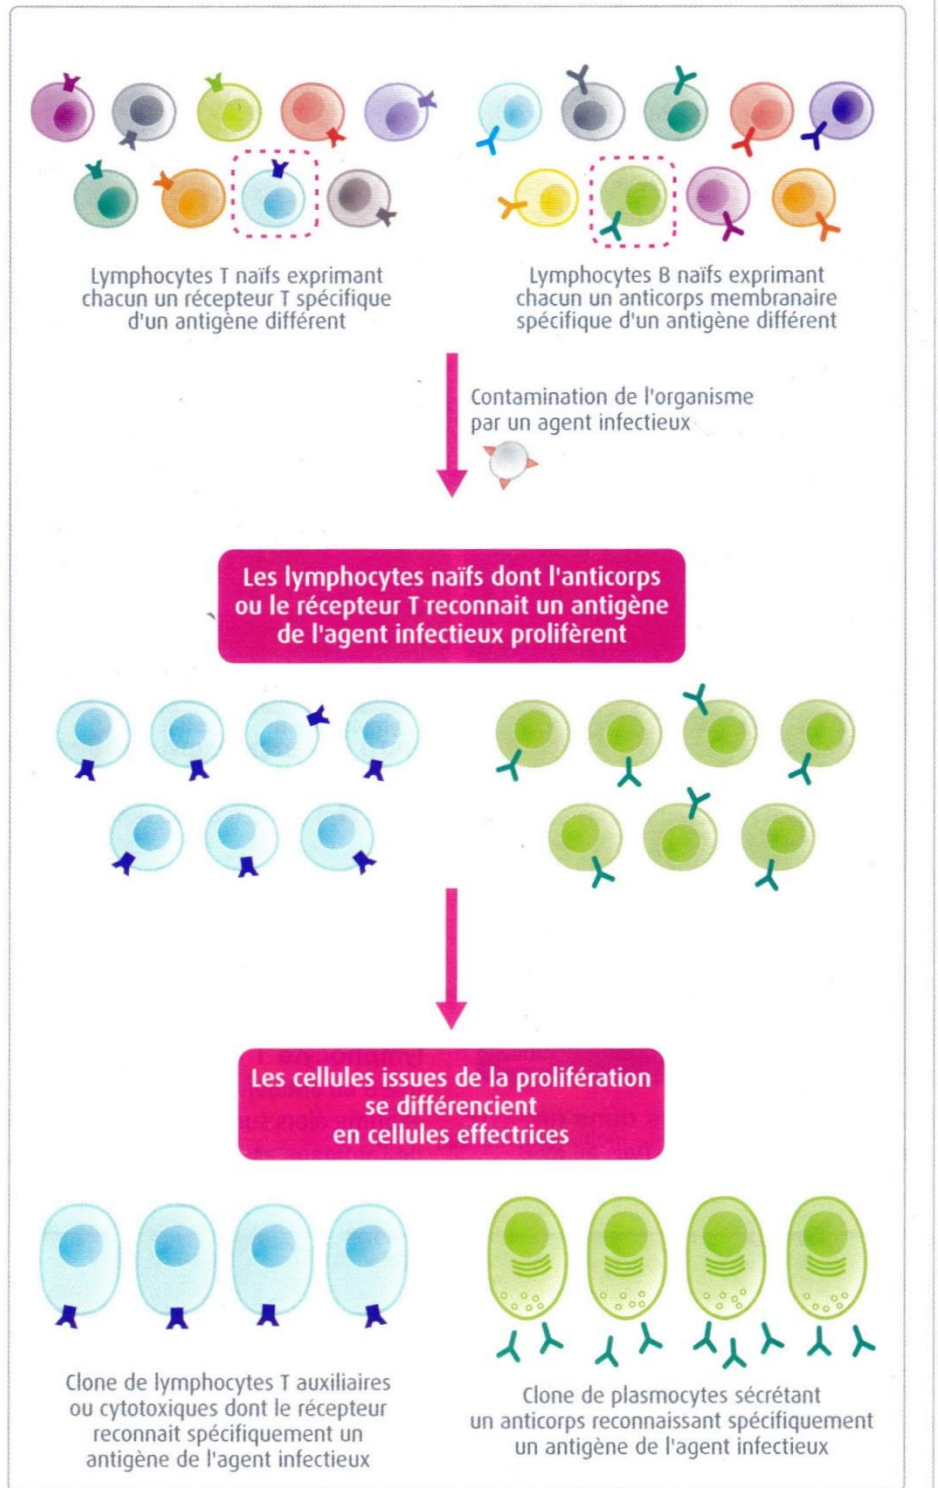 Lymphocytes T naïfs exprimant
chacun un récepteur T spécifique
d'un antigène différent
Lymphocytes B naïfs exprimant
chacun un anticorps membranaire
spécifique d'un antigène différent
Contamination de l'organisme
par un agent infectieux
Les lymphocytes naïfs dont l'anticorps
ou le récepteur T reconnait un antigène
de l'agent infectieux prolifèrent
Les cellules issues de la prolifération
se différencient
en cellules effectrices
Clone de lymphocytes T auxiliaires
ou cytotoxiques dont le récepteur
reconnait spécifiquement un
antigène de l'agent infectieux
Clone de plasmocytes sécrétant
un anticorps reconnaissant spécifiquement
un antigène de l'agent infectieux